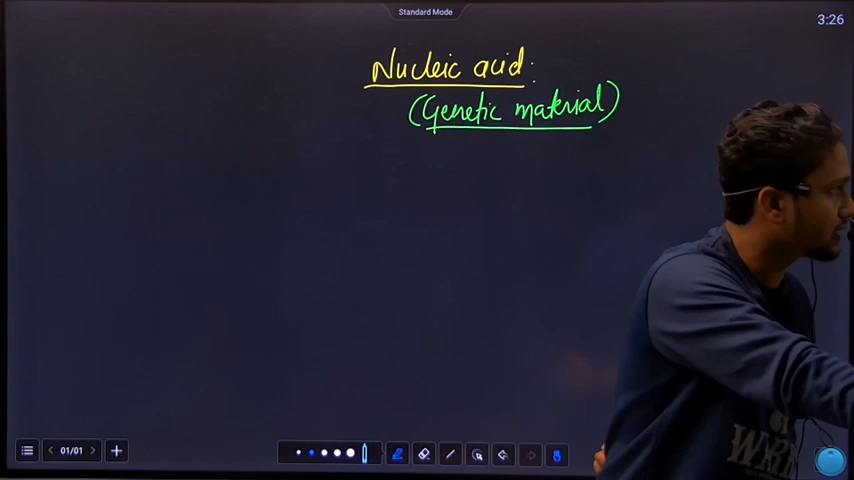 Standard Mode
3:26
Nucleic acid:
(Genetic material)
01/01